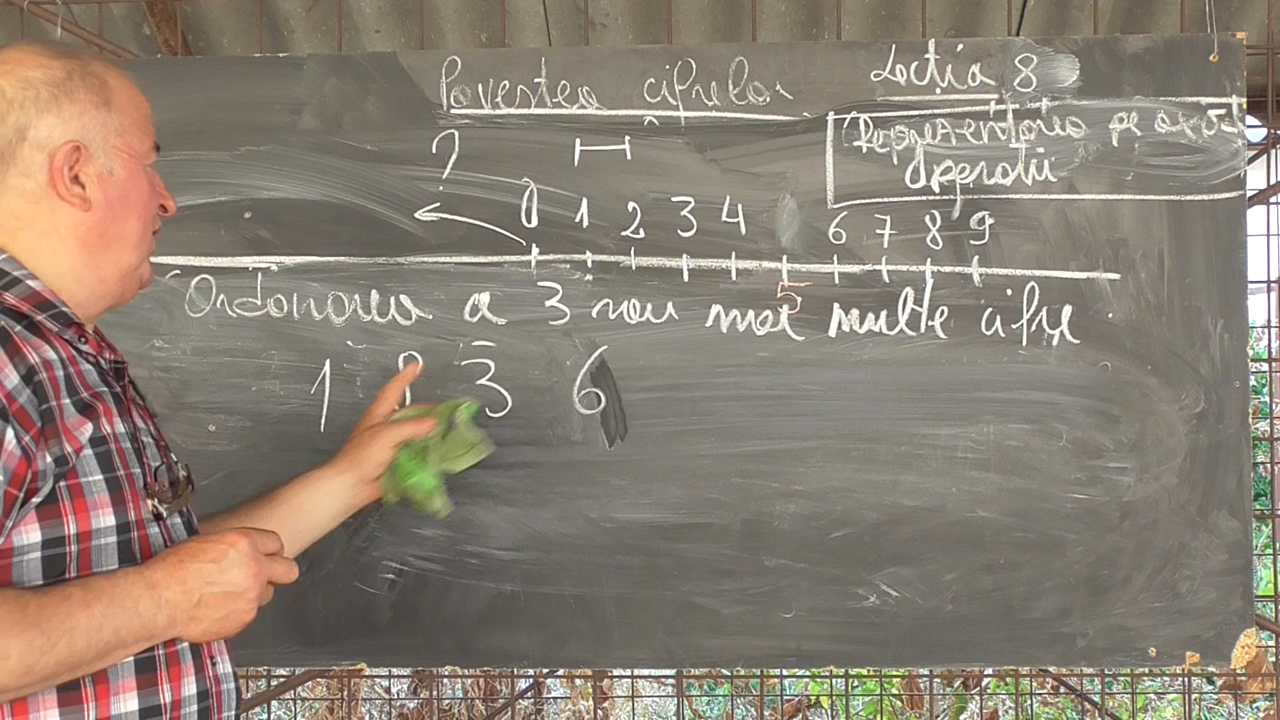 Povestea cifrelor Lecția 8
Reprezentarea pe axă
Operații
?
0 1 2 3 4 6 7 8 9
5
Ordonarea a 3 sau mai multe cifre
1 3 6